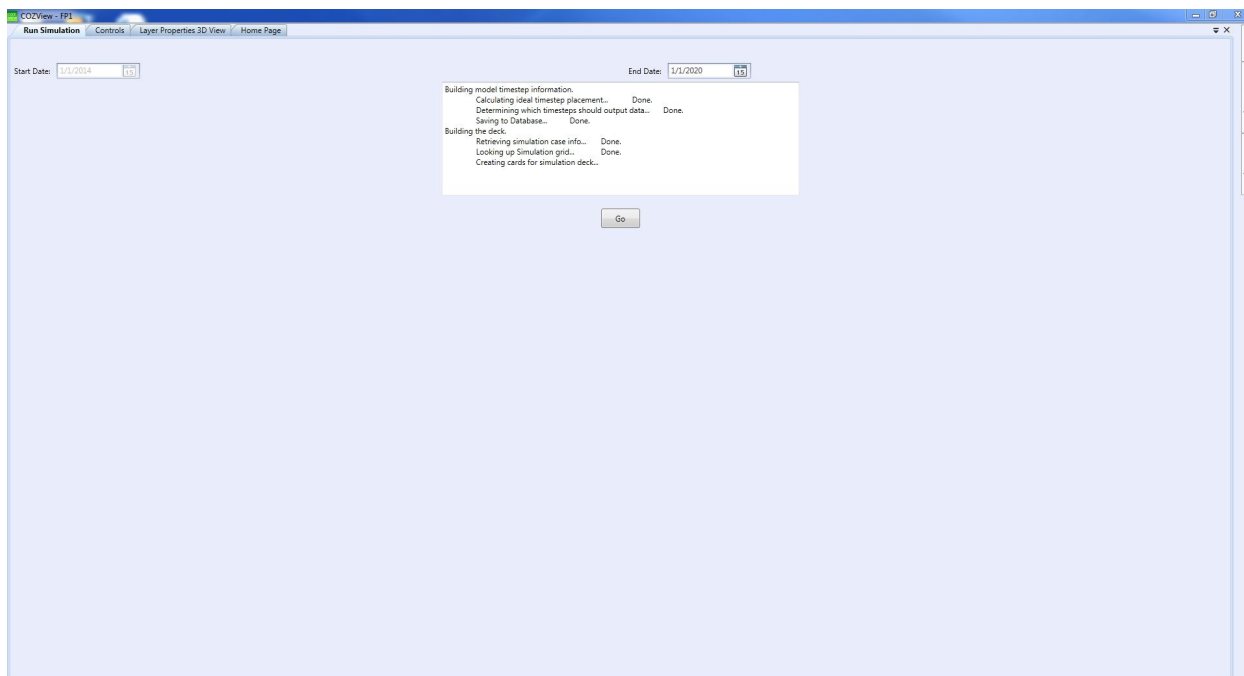 COZView - FP1
Run Simulation Controls Layer Properties 3D View Home Page
Start Date: 1/1/2014 15 End Date: 1/1/2020 15
Building model timestep information.
Calculating ideal timestep placement... Done.
Determining which timesteps should output data... Done.
Saving to Database... Done.
Building the deck.
Retrieving simulation case info... Done.
Looking up Simulation grid... Done.
Creating cards for simulation deck...
Go